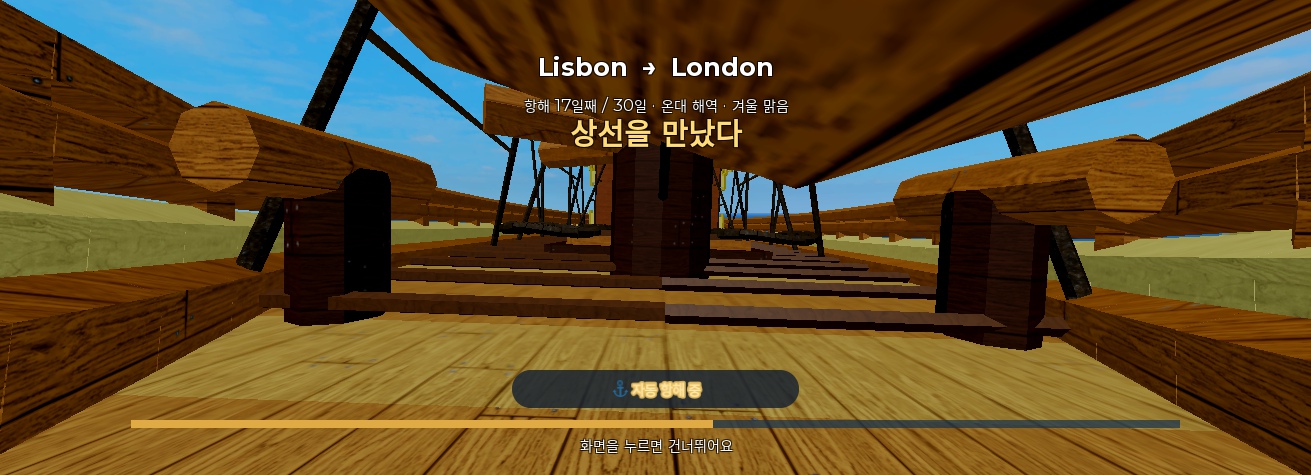 Lisbon → London
항해 17일째 / 30일 · 온대 해역 · 겨울 맑음
상선을 만났다
⚓ 자동 항해 중
화면을 누르면 건너뛰어요